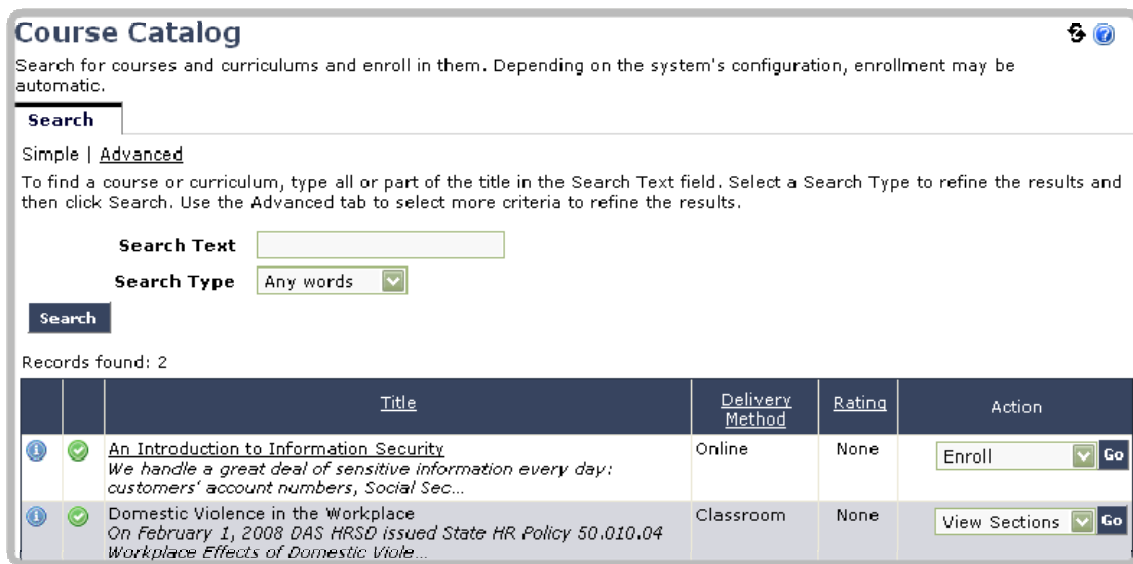 Course Catalog
Search for courses and curriculums and enroll in them. Depending on the system's configuration, enrollment may be
automatic.
Search
Simple | Advanced
To find a course or curriculum, type all or part of the title in the Search Text field. Select a Search Type to refine the results and
then click Search. Use the Advanced tab to select more criteria to refine the results.
Search Text
Search Type Any words
Search
Records found: 2
Title Delivery Method Rating Action
An Introduction to Information Security Online None Enroll Go
We handle a great deal of sensitive information every day:
customers' account numbers, Social Sec...
Domestic Violence in the Workplace Classroom None View Sections Go
On February 1, 2008 DAS HRSD issued State HR Policy 50.010.04
Workplace Effects of Domestic Viole...